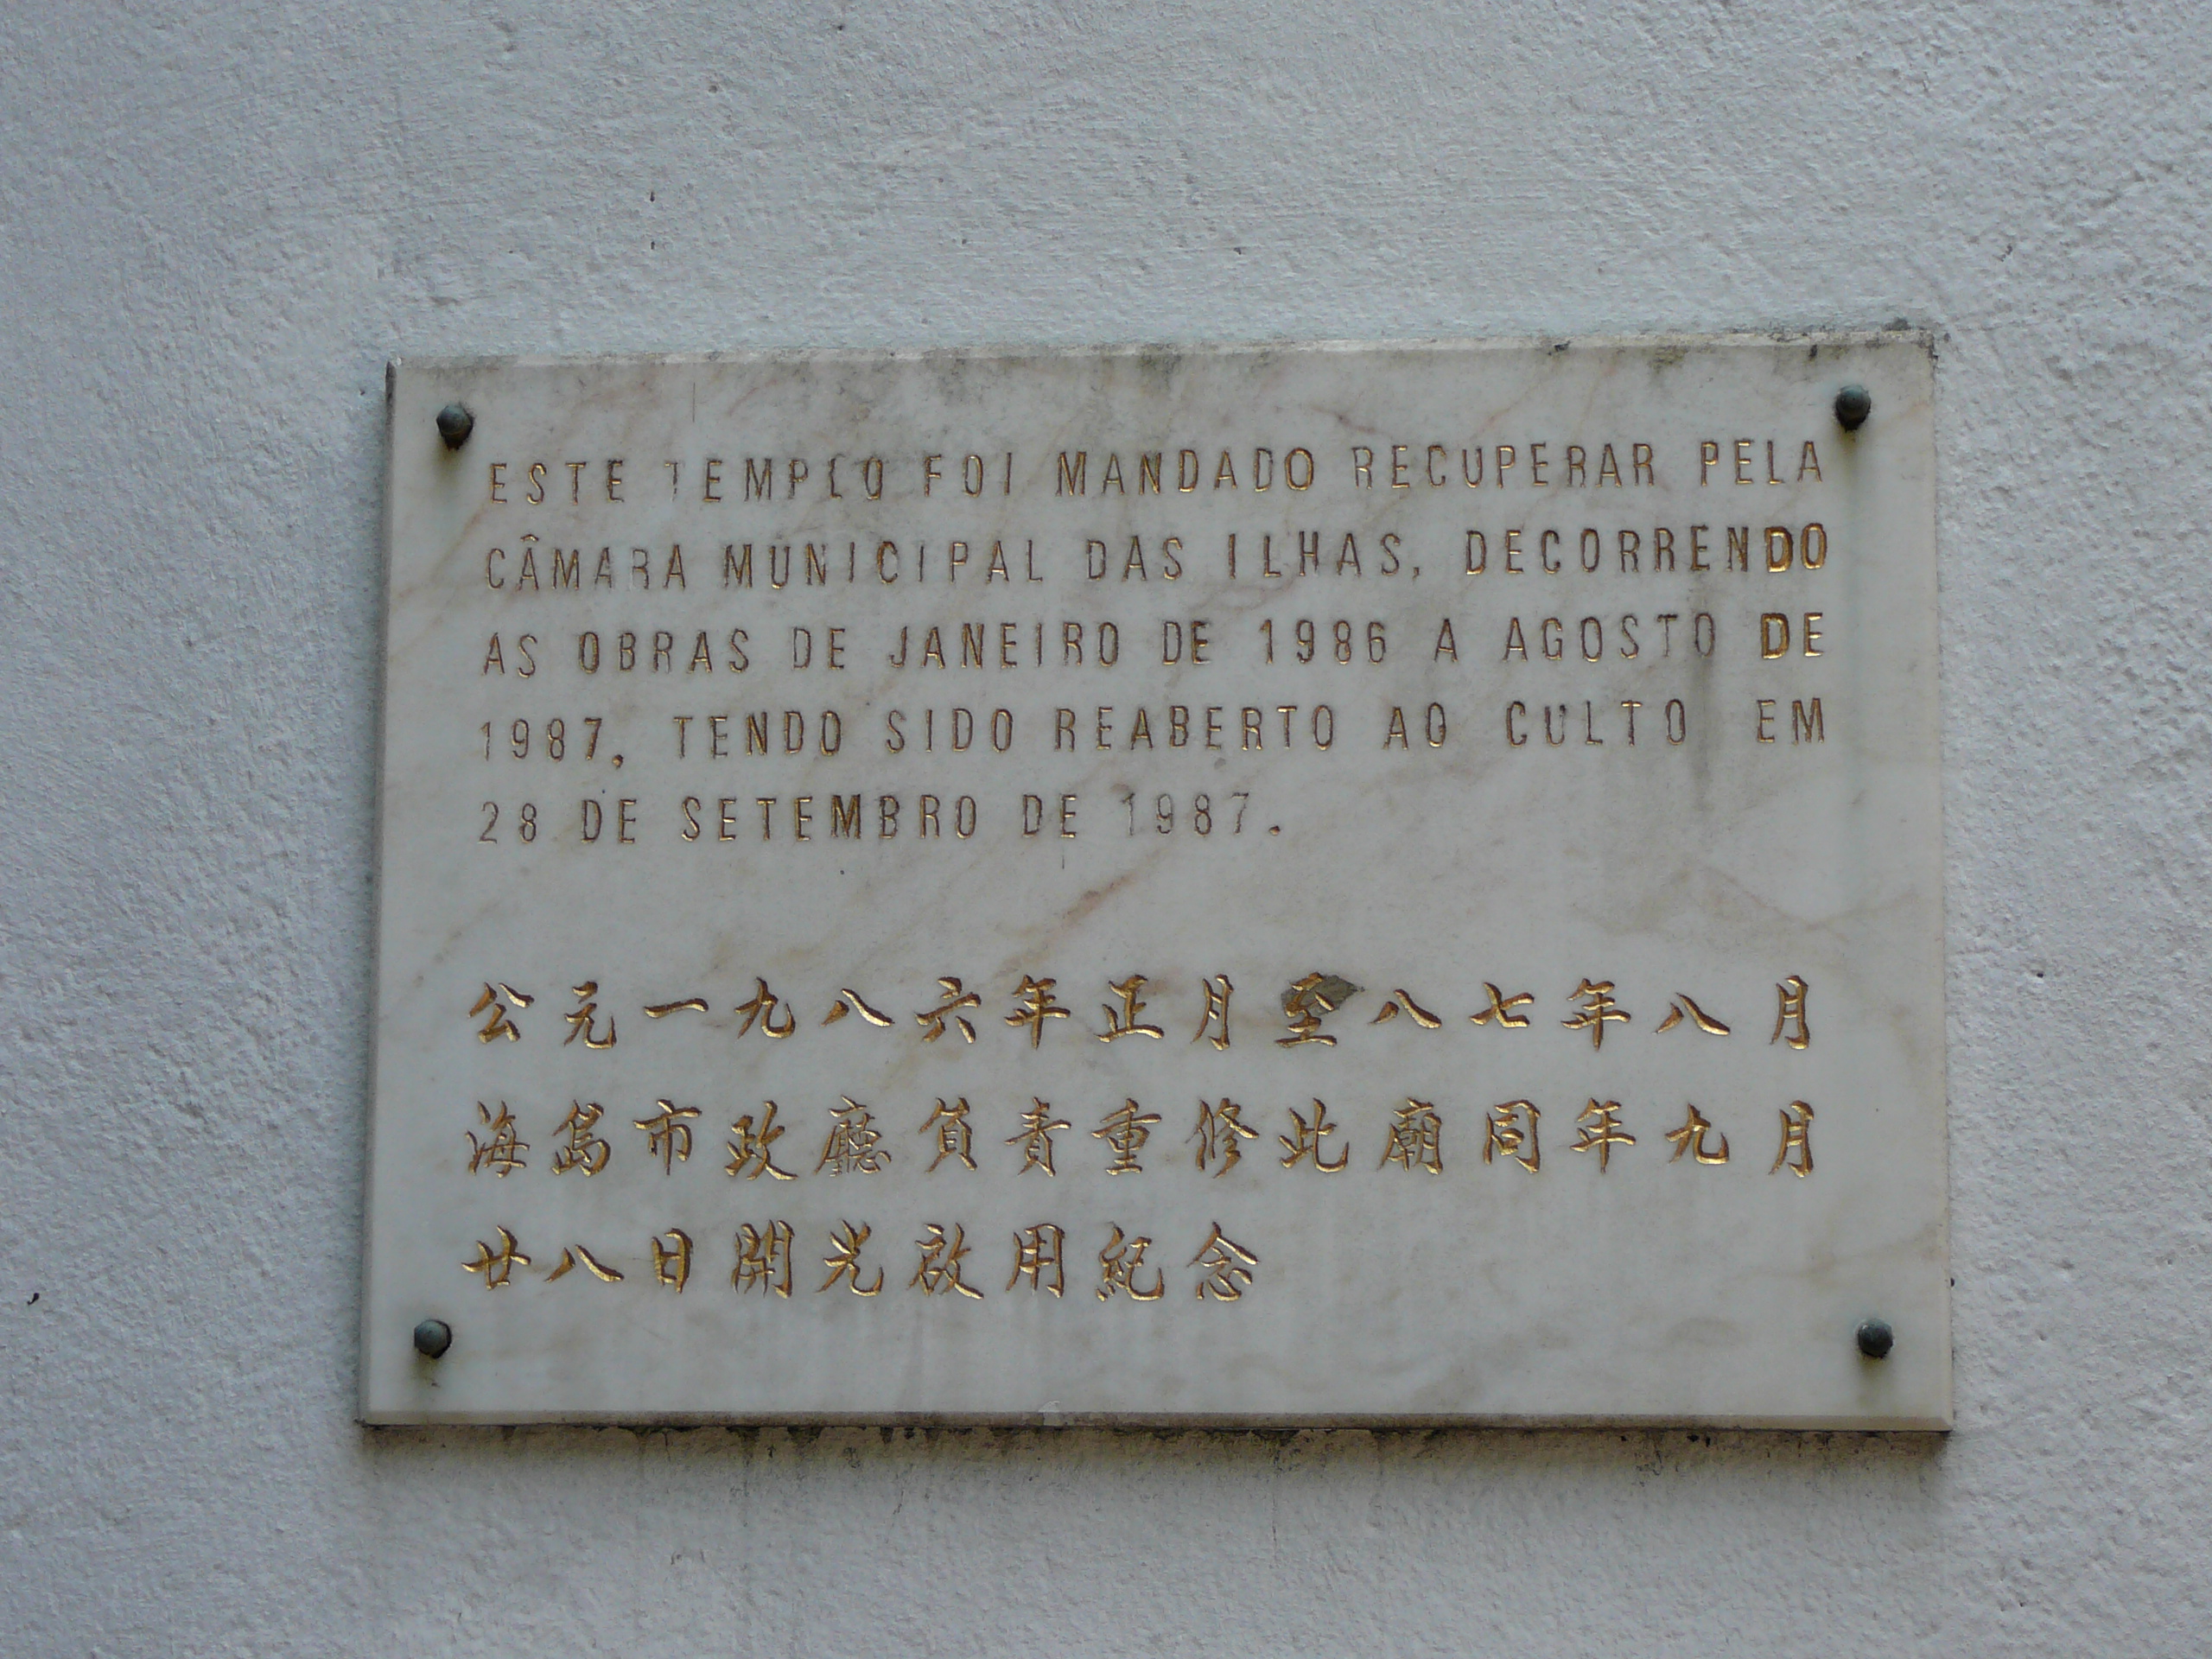 ESTE TEMPLO FOI MANDADO RECUPERAR PELA
CÂMARA MUNICIPAL DAS ILHAS, DECORRENDO
AS OBRAS DE JANEIRO DE 1986 A AGOSTO DE
1987, TENDO SIDO REABERTO AO CULTO EM
28 DE SETEMBRO DE 1987.
公元一九八六年正月至八七年八月
海島市政廳負責重修此廟同年九月
廿八日開光啟用紀念